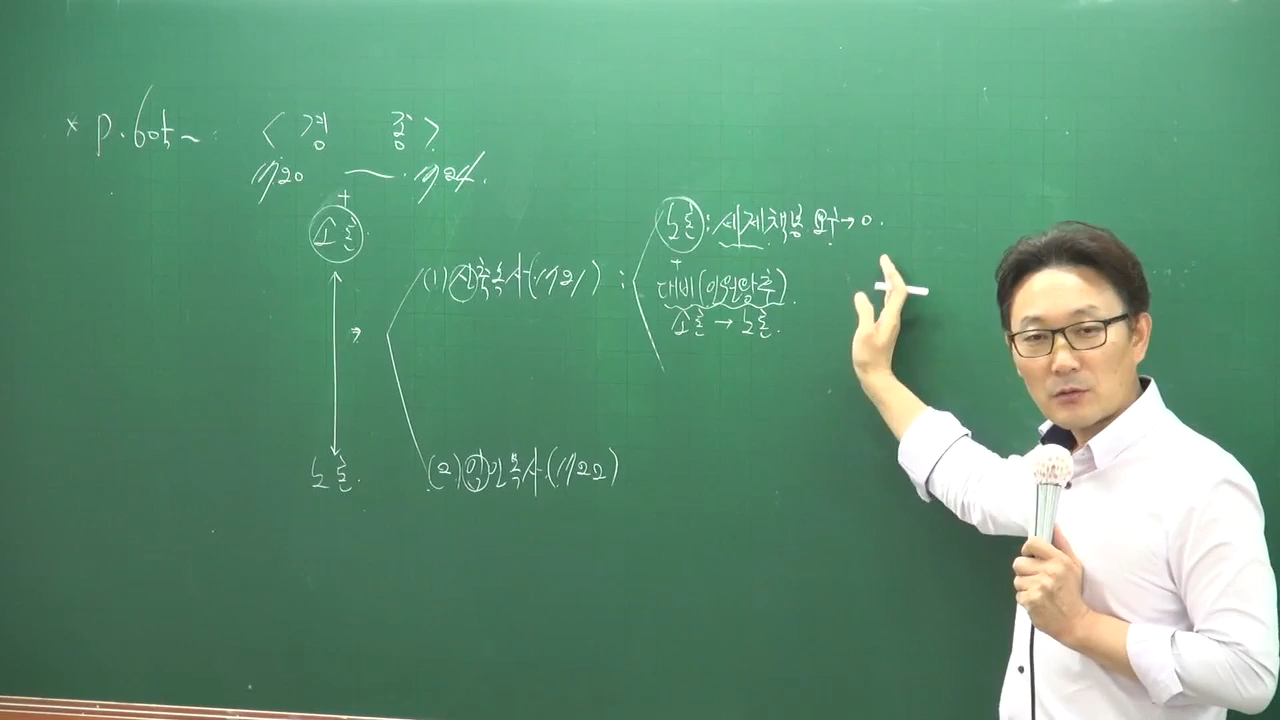 * P. 605~ : < 경 종 >
1720 ~ 1724.
+
소론
노론.
⇒
(1) 신축옥사(1721) :
노론 : 세제책봉 요구→0.
+
대비(인원왕후).
소론 → 노론.
(2) 임인옥사(1722)